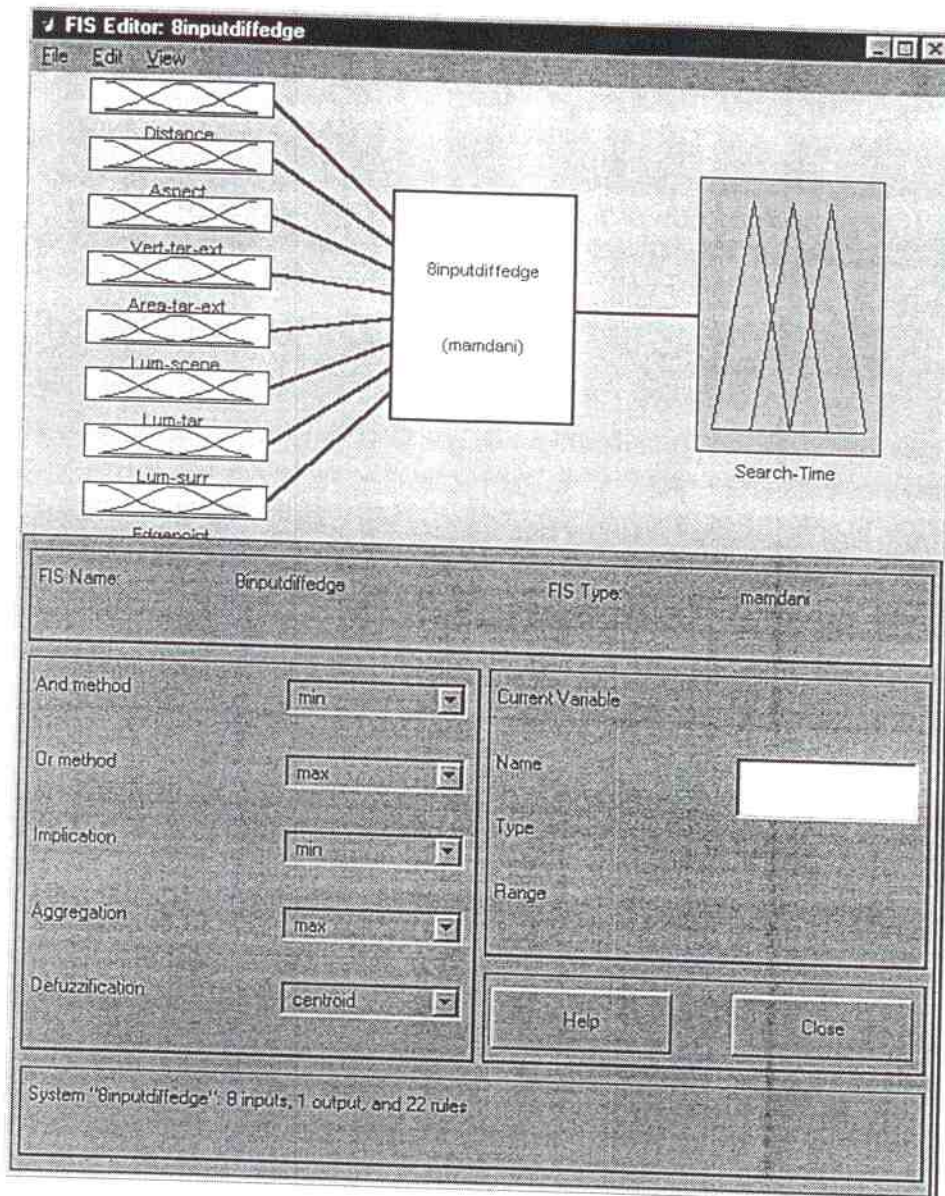 FIS Editor: 8inputdiffedge
File Edit View
Distance
Aspect
Vert-tar-ext
Area-tar-ext
Lum-scene
Lum-tar
Lum-surr
Edgepoint
8inputdiffedge
(mamdani)
Search-Time
FIS Name: 8inputdiffedge FIS Type: mamdani
And method min
Or method max
Implication min
Aggregation max
Defuzzification centroid
Current Variable
Name
Type
Range
Help Close
System "8inputdiffedge": 8 inputs, 1 output, and 22 rules